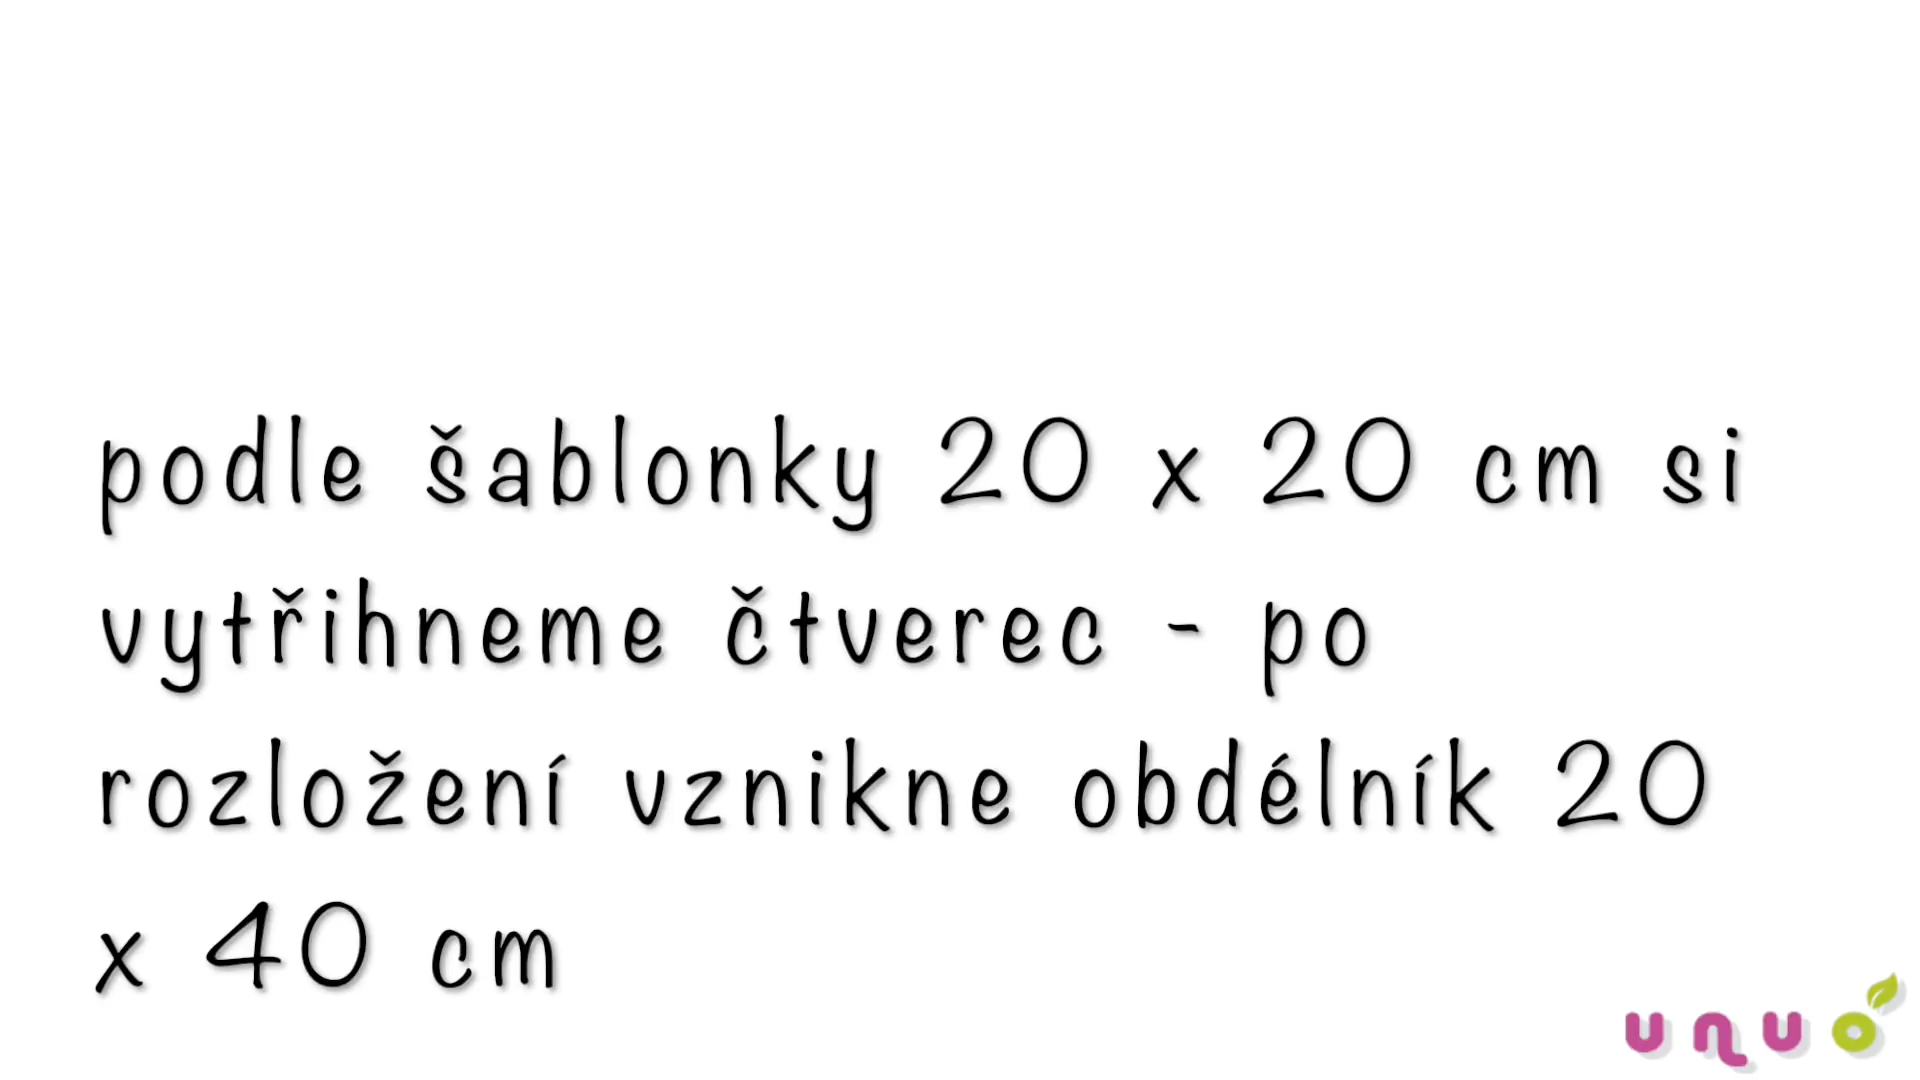 podle šablonky 20 x 20 cm si
vytřihneme čtverec - po
rozložení vznikne obdélník 20
x 40 cm
unuo